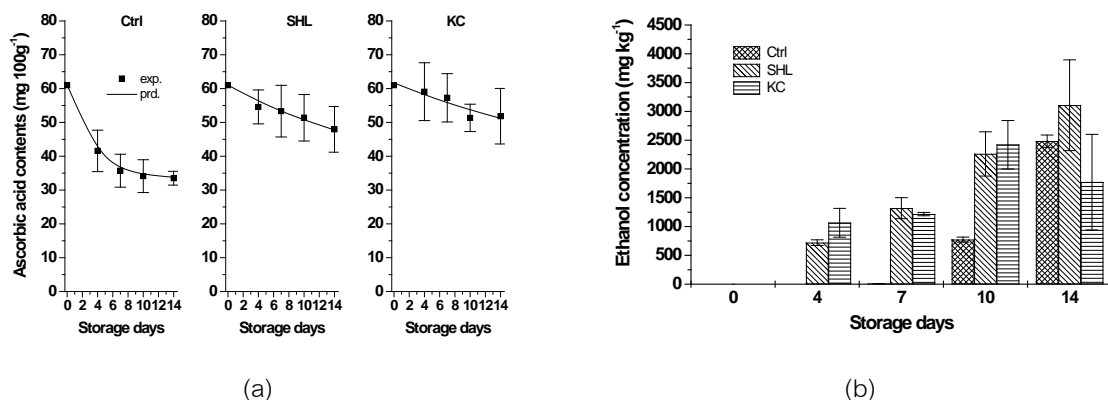 Ctrl
SHL
KC
Ascorbic acid contents (mg 100g-1)
80
70
60
50
40
30
20
10
0
exp.
prd.
0 2 4 6 8 10 12 14
Storage days
80
70
60
50
40
30
20
10
0
0 2 4 6 8 10 12 14
Storage days
80
70
60
50
40
30
20
10
0
0 2 4 6 8 10 12 14
Storage days
(a)
Ethanol concentration (mg kg-1)
4500
4000
3500
3000
2500
2000
1500
1000
500
0
Ctrl
SHL
KC
0 4 7 10 14
Storage days
(b)